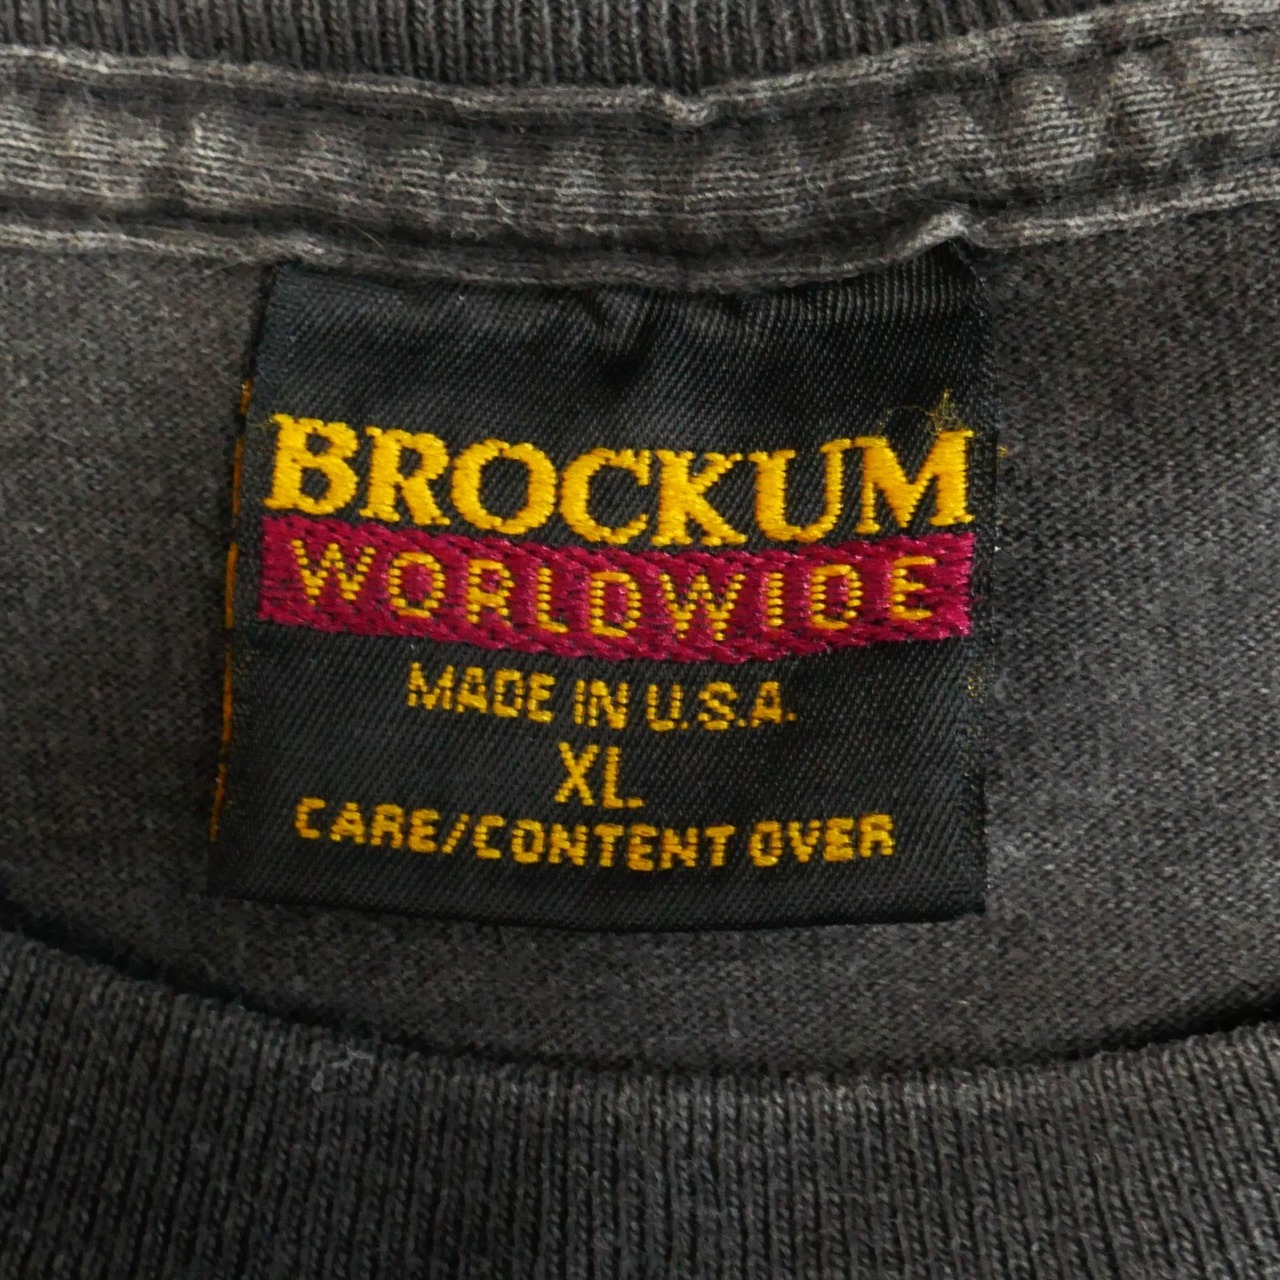 BROCKUM
WORLDWIDE
MADE IN U.S.A.
XL
CARE/CONTENT OVER